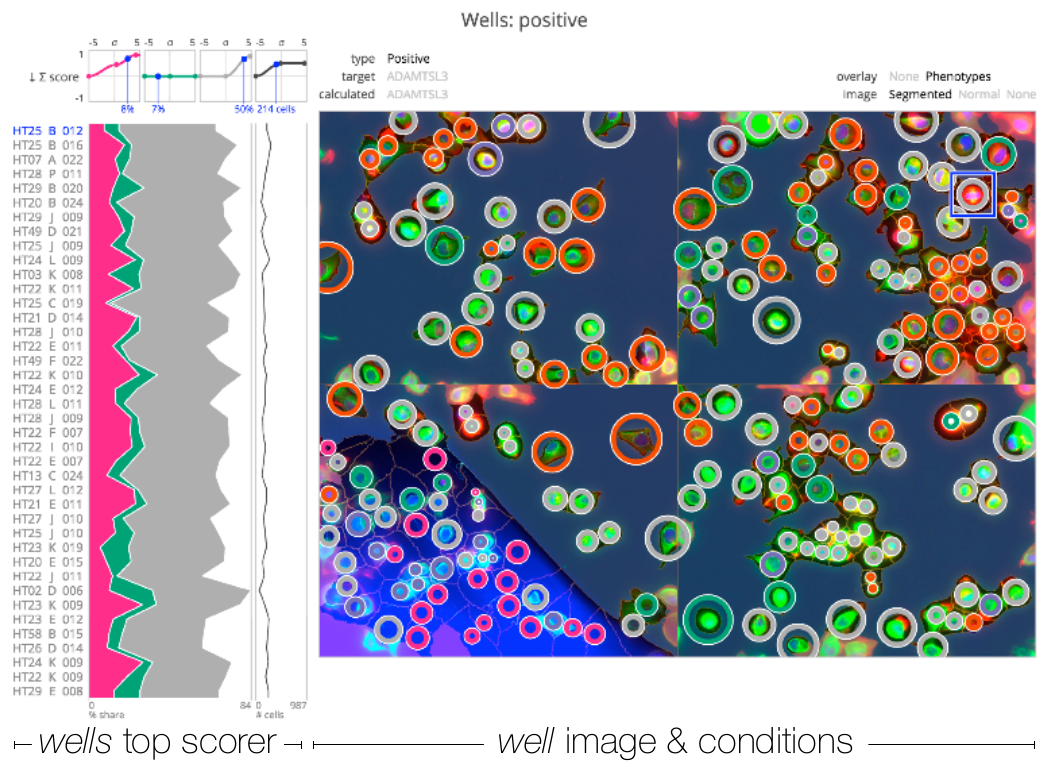 Wells: positive
-5 σ 5 -5 σ 5 -5 σ 5 -5 σ 5
1
↓ Σ score
-1
8% 7% 50% 214 cells
type Positive
target ADAMTSL3
calculated ADAMTSL3
overlay None Phenotypes
image Segmented Normal None
HT25 B 012
HT25 B 016
HT07 A 022
HT28 P 011
HT29 B 020
HT20 B 024
HT29 J 009
HT49 D 021
HT25 J 009
HT24 L 009
HT03 K 008
HT22 K 011
HT25 C 019
HT21 D 014
HT28 J 010
HT22 E 011
HT49 F 022
HT22 K 010
HT24 E 012
HT28 L 011
HT28 J 009
HT22 F 007
HT22 I 010
HT22 E 007
HT13 C 024
HT27 L 012
HT21 E 011
HT27 J 010
HT25 J 010
HT23 K 019
HT20 E 015
HT22 J 011
HT02 D 006
HT23 K 009
HT23 E 012
HT58 B 015
HT26 D 014
HT24 K 009
HT22 K 009
HT29 E 008
0 84 0 987
% share # cells
wells top scorer
well image & conditions